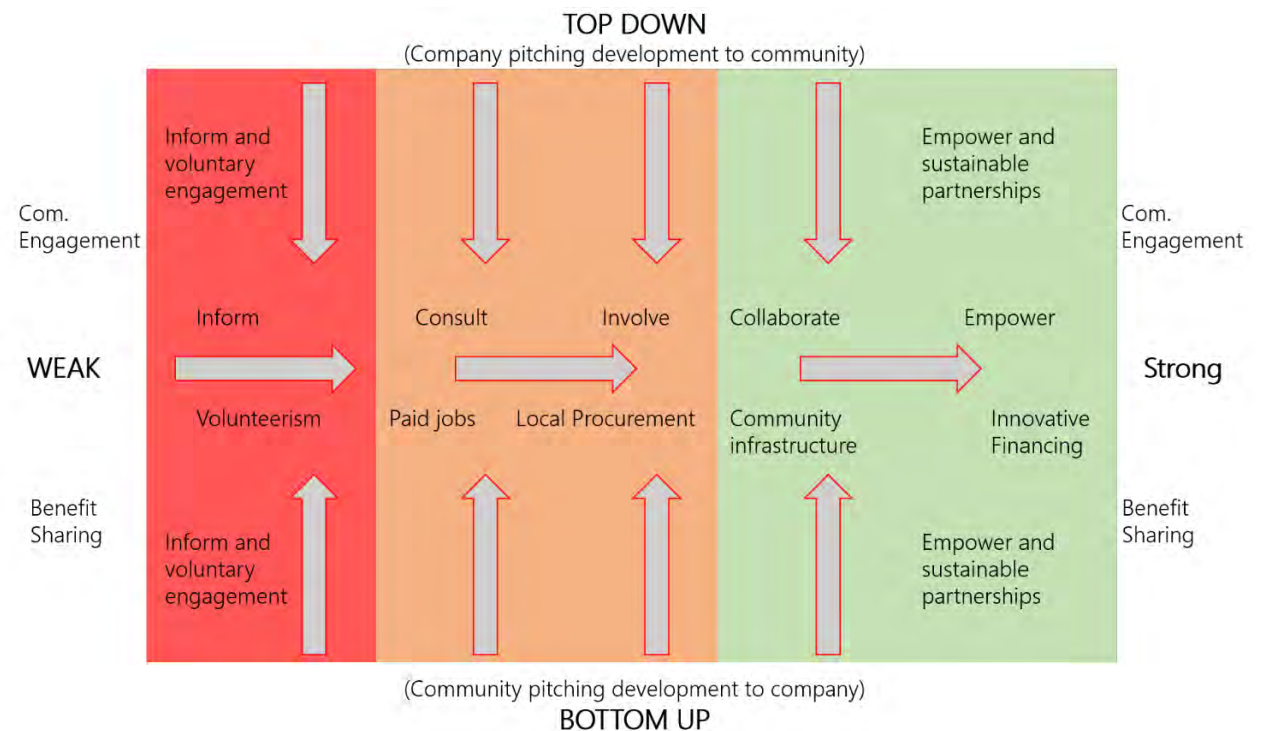 TOP DOWN
(Company pitching development to community)
Inform and
voluntary
engagement
Empower and
sustainable
partnerships
Com.
Engagement
Com.
Engagement
Inform
Consult
Involve
Collaborate
Empower
WEAK
Strong
Volunteerism
Paid jobs
Local Procurement
Community
infrastructure
Innovative
Financing
Benefit
Sharing
Benefit
Sharing
Inform and
voluntary
engagement
Empower and
sustainable
partnerships
(Community pitching development to company)
BOTTOM UP